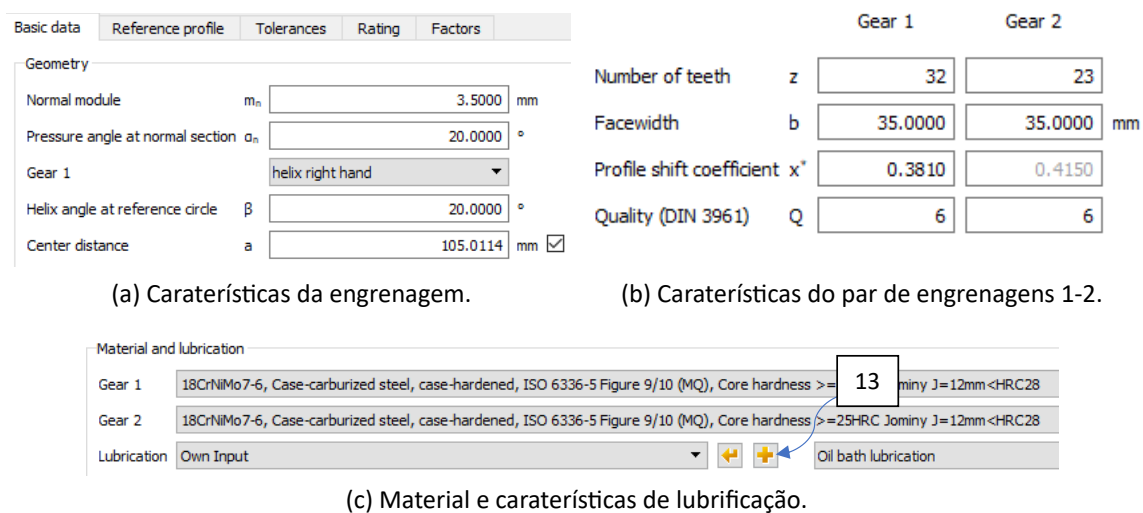 Basic data Reference profile Tolerances Rating Factors
Geometry
Normal module mₙ 3.5000 mm
Pressure angle at normal section αₙ 20.0000 °
Gear 1 helix right hand
Helix angle at reference circle β 20.0000 °
Center distance a 105.0114 mm
Gear 1 Gear 2
Number of teeth z 32 23
Facewidth b 35.0000 35.0000 mm
Profile shift coefficient x* 0.3810 0.4150
Quality (DIN 3961) Q 6 6
(a) Caraterísticas da engrenagem.
(b) Caraterísticas do par de engrenagens 1-2.
Material and lubrication
Gear 1 18CrNiMo7-6, Case-carburized steel, case-hardened, ISO 6336-5 Figure 9/10 (MQ), Core hardness >= 13 miny J=12mm<HRC28
Gear 2 18CrNiMo7-6, Case-carburized steel, case-hardened, ISO 6336-5 Figure 9/10 (MQ), Core hardness >=25HRC Jominy J=12mm<HRC28
Lubrication Own Input Oil bath lubrication
(c) Material e caraterísticas de lubrificação.